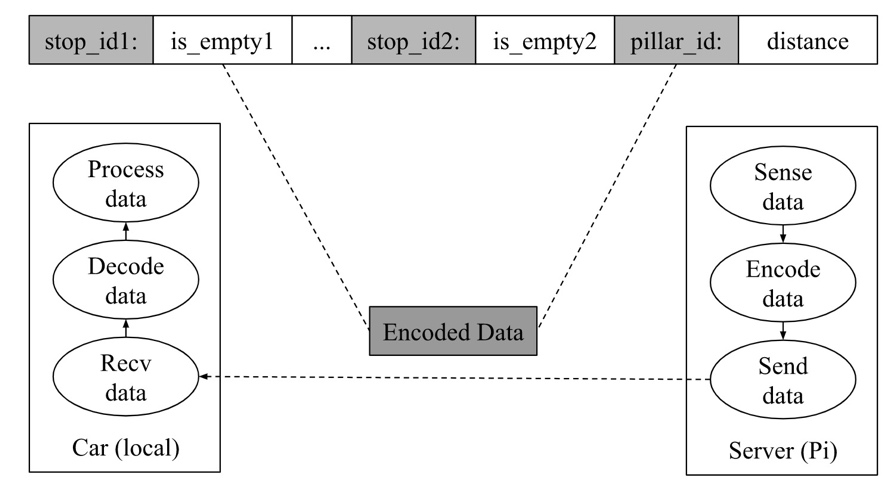 stop_id1: is_empty1 ... stop_id2: is_empty2 pillar_id: distance
Process
data
Decode
data
Recv
data
Car (local)
Encoded Data
Sense
data
Encode
data
Send
data
Server (Pi)